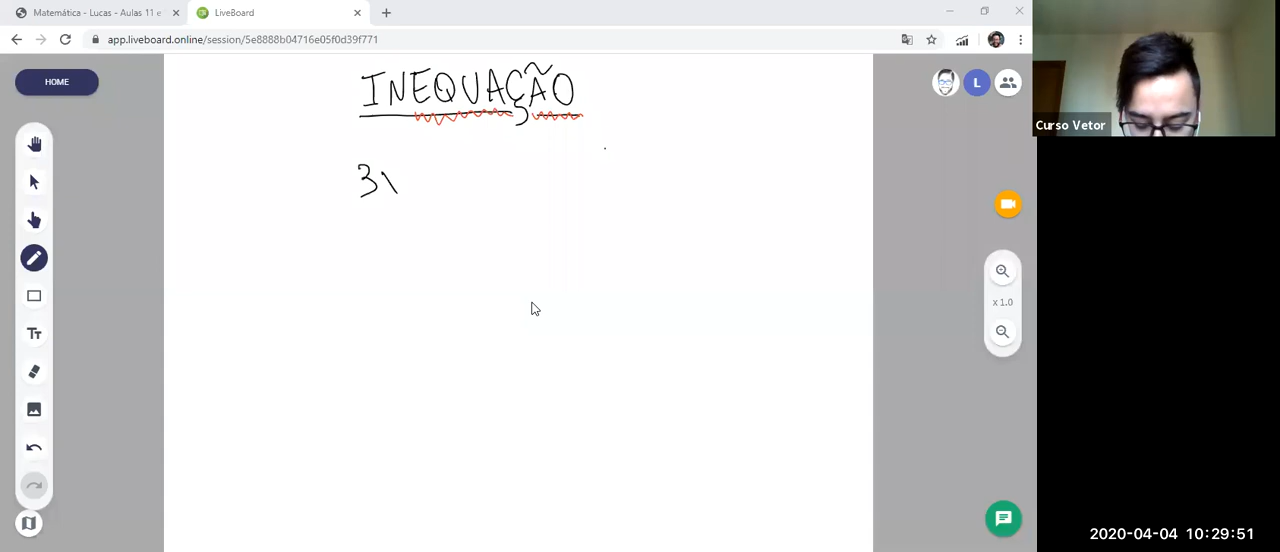 Matemática - Lucas - Aulas 11 e
LiveBoard
app.liveboard.online/session/5e8888b04716e05f0d39f771
HOME
INEQUAÇÃO
L
Curso Vetor
3\
Tт
x 1.0
2020-04-04 10:29:51